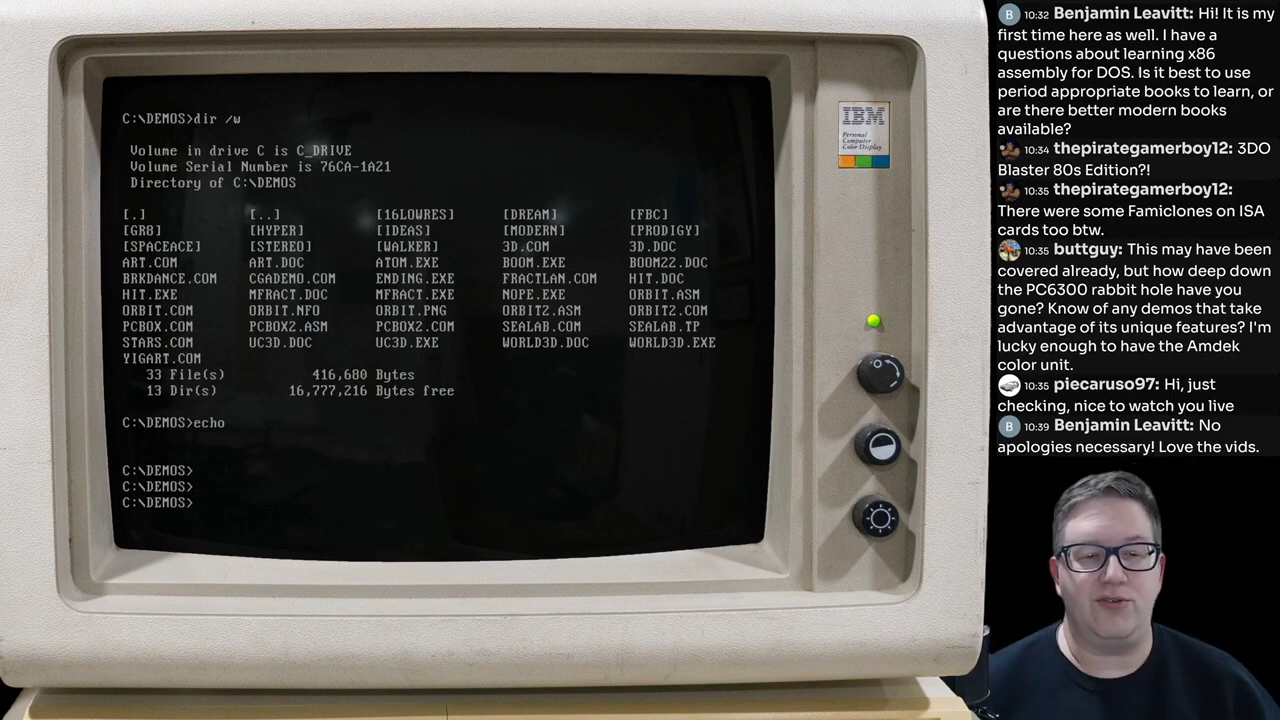 C:\DEMOS>dir /w
Volume in drive C is C_DRIVE
Volume Serial Number is 76CA-1A21
Directory of C:\DEMOS
[.] [..] [16LOWRES] [DREAM] [FBC]
[GR8] [HYPER] [IDEAS] [MODERN] [PRODIGY]
[SPACEACE] [STEREO] [WALKER] 3D.COM 3D.DOC
ART.COM ART.DOC ATOM.EXE BOOM.EXE BOOM22.DOC
BRKDANCE.COM CGADEMO.COM ENDING.EXE FRACTLAN.COM HIT.DOC
HIT.EXE MFRACT.DOC MFRACT.EXE NOPE.EXE ORBIT.ASM
ORBIT.COM ORBIT.NFO ORBIT.PNG ORBIT2.ASM ORBIT2.COM
PCBOX.COM PCBOX2.ASM PCBOX2.COM SEALAB.COM SEALAB.TP
STARS.COM UC3D.DOC UC3D.EXE WORLD3D.DOC WORLD3D.EXE
YIGART.COM
33 File(s) 416,680 Bytes
13 Dir(s) 16,777,216 Bytes free
C:\DEMOS>echo
C:\DEMOS>
C:\DEMOS>
C:\DEMOS>
IBM
Personal
Computer
Color Display
B 10:32 Benjamin Leavitt: Hi! It is my
first time here as well. I have a
questions about learning x86
assembly for DOS. Is it best to use
period appropriate books to learn, or
are there better modern books
available?
10:34 thepirategamerboy12: 3DO
Blaster 80s Edition?!
10:35 thepirategamerboy12:
There were some Famiclones on ISA
cards too btw.
10:35 buttguy: This may have been
covered already, but how deep down
the PC6300 rabbit hole have you
gone? Know of any demos that take
advantage of its unique features? I'm
lucky enough to have the Amdek
color unit.
10:35 piecaruso97: Hi, just
checking, nice to watch you live
B 10:39 Benjamin Leavitt: No
apologies necessary! Love the vids.